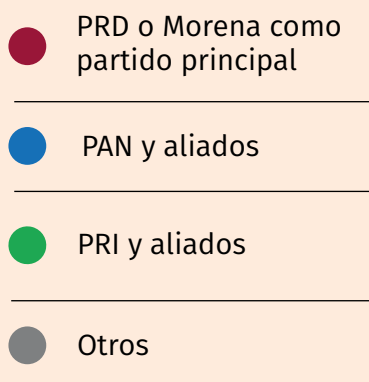 PRD o Morena como
partido principal
PAN y aliados
PRI y aliados
Otros